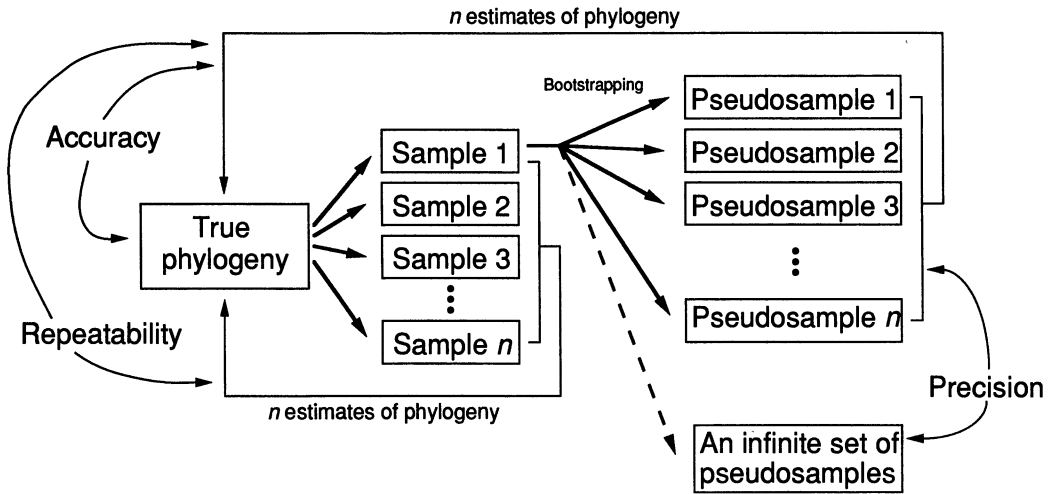 n estimates of phylogeny
Bootstrapping
Pseudosample 1
Accuracy
Sample 1
Pseudosample 2
Sample 2
Pseudosample 3
True
phylogeny
Sample 3
Pseudosample n
Repeatability
Sample n
Precision
n estimates of phylogeny
An infinite set of
pseudosamples